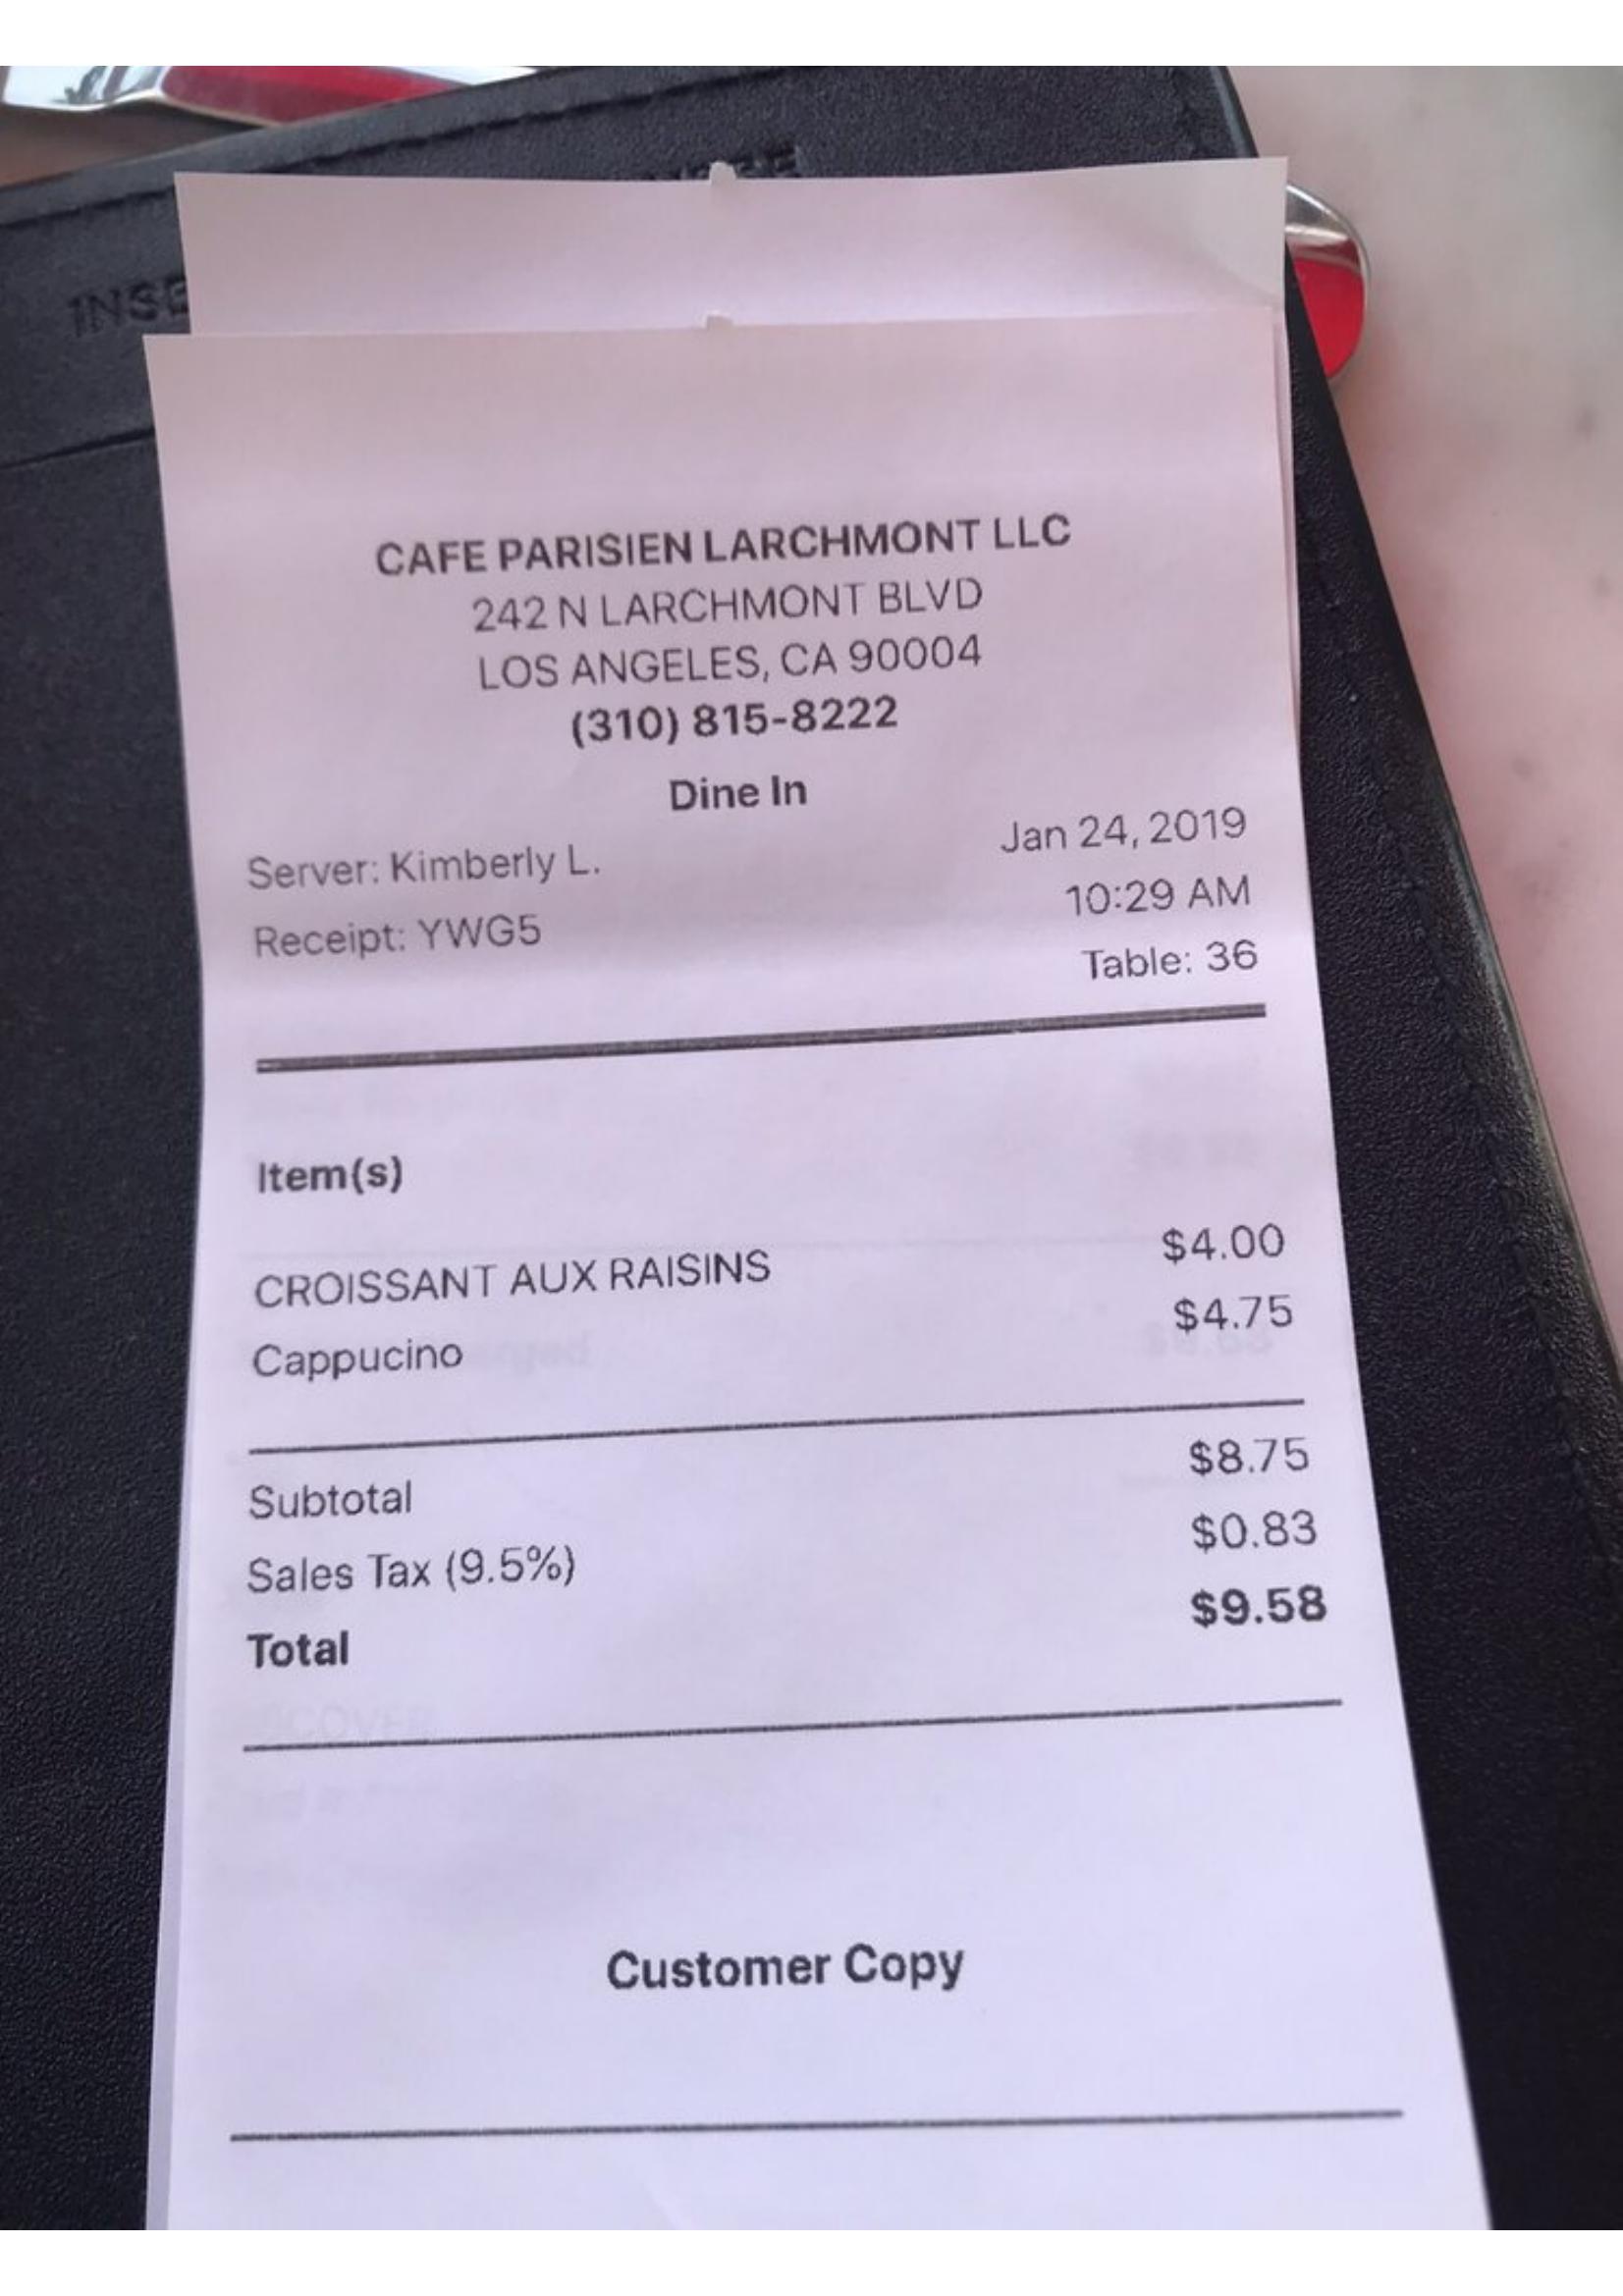 INSE
CAFE PARISIEN LARCHMONT LLC
242 N LARCHMONT BLVD
LOS ANGELES, CA 90004
(310) 815-8222
Dine In
Server: Kimberly L. Jan 24, 2019
Receipt: YWG5 10:29 AM
Table: 36
Item(s)
CROISSANT AUX RAISINS $4.00
Cappucino $4.75
Subtotal $8.75
Sales Tax (9.5%) $0.83
Total $9.58
Customer Copy